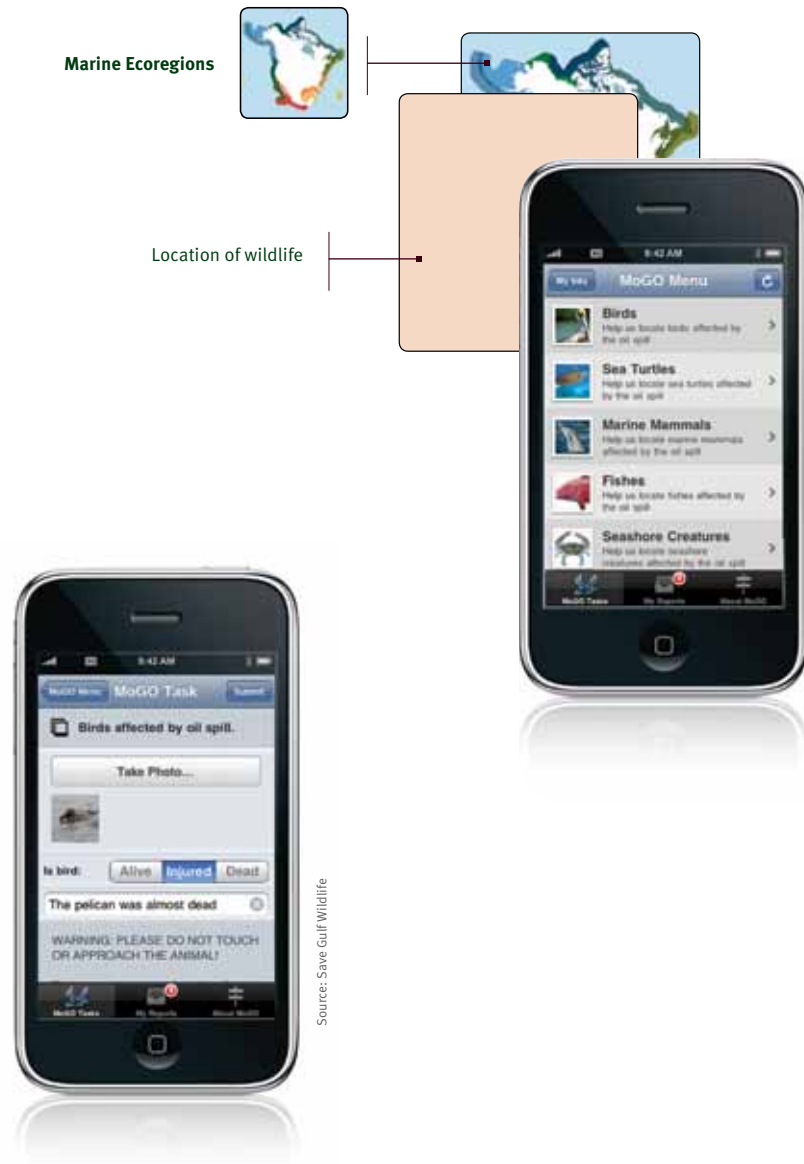 Marine Ecoregions
Location of wildlife
9:42 AM
My Info MoGO Menu
Birds
Help us locate birds affected by
the oil spill
Sea Turtles
Help us locate sea turtles affected
by the oil spill
Marine Mammals
Help us locate marine mammals
affected by the oil spill
Fishes
Help us locate fishes affected by
the oil spill
Seashore Creatures
Help us locate seashore
creatures affected by the oil spill
MoGO Tasks My Reports About MoGO
9:42 AM
MoGO Menu MoGO Task Submit
Birds affected by oil spill.
Take Photo...
Is bird: Alive Injured Dead
The pelican was almost dead
WARNING: PLEASE DO NOT TOUCH
OR APPROACH THE ANIMAL!
MoGO Tasks My Reports About MoGO
Source: Save Gulf Wildlife